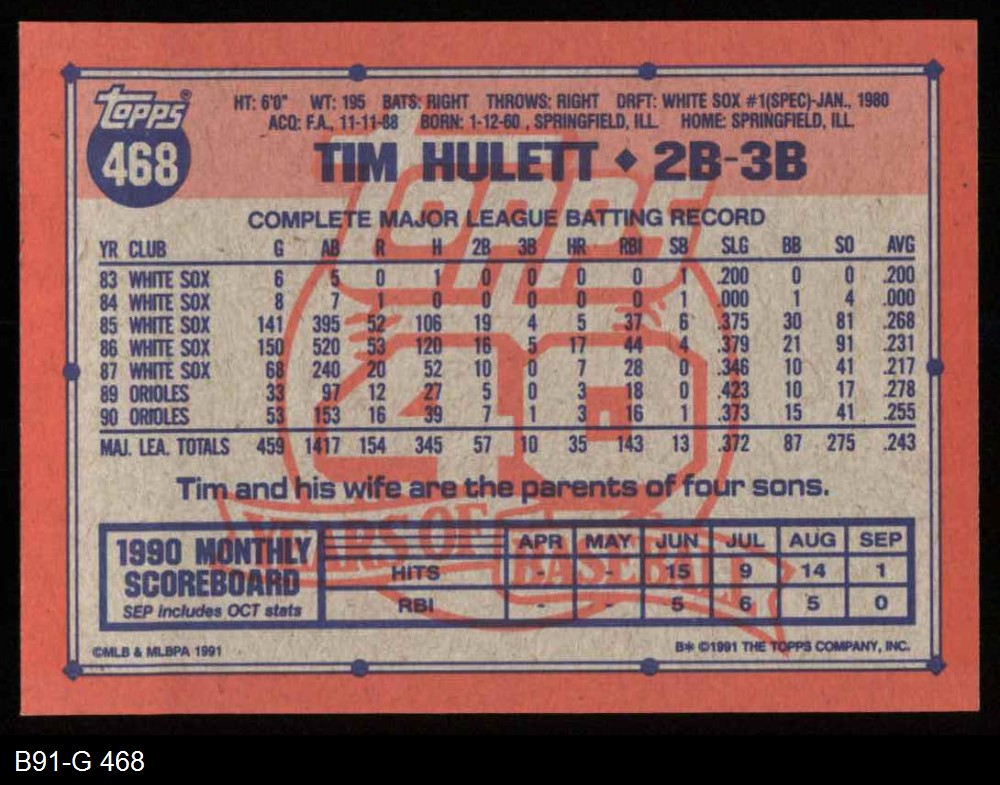 Topps®
468
HT: 6'0" WT: 195 BATS: RIGHT THROWS: RIGHT DRFT: WHITE SOX #1(SPEC)-JAN., 1980
ACQ: F.A., 11-11-88 BORN: 1-12-60 , SPRINGFIELD, ILL. HOME: SPRINGFIELD, ILL.
TIM HULETT ◆ 2B-3B
COMPLETE MAJOR LEAGUE BATTING RECORD
YR CLUB G AB R H 2B 3B HR RBI SB SLG BB SO AVG
83 WHITE SOX 6 5 0 1 0 0 0 0 1 .200 0 0 .200
84 WHITE SOX 8 7 1 0 0 0 0 0 1 .000 1 4 .000
85 WHITE SOX 141 395 52 106 19 4 5 37 6 .375 30 81 .268
86 WHITE SOX 150 520 53 120 16 5 17 44 4 .379 21 91 .231
87 WHITE SOX 68 240 20 52 10 0 7 28 0 .346 10 41 .217
89 ORIOLES 33 97 12 27 5 0 3 18 0 .423 10 17 .278
90 ORIOLES 53 153 16 39 7 1 3 16 1 .373 15 41 .255
MAJ. LEA. TOTALS 459 1417 154 345 57 10 35 143 13 .372 87 275 .243
Tim and his wife are the parents of four sons.
Topps
40
YEARS OF
BASEBALL
1990 MONTHLY
SCOREBOARD
SEP includes OCT stats
APR MAY JUN JUL AUG SEP
HITS - - 15 9 14 1
RBI - - 5 6 5 0
©MLB & MLBPA 1991
B* ©1991 THE TOPPS COMPANY, INC.
B91-G 468